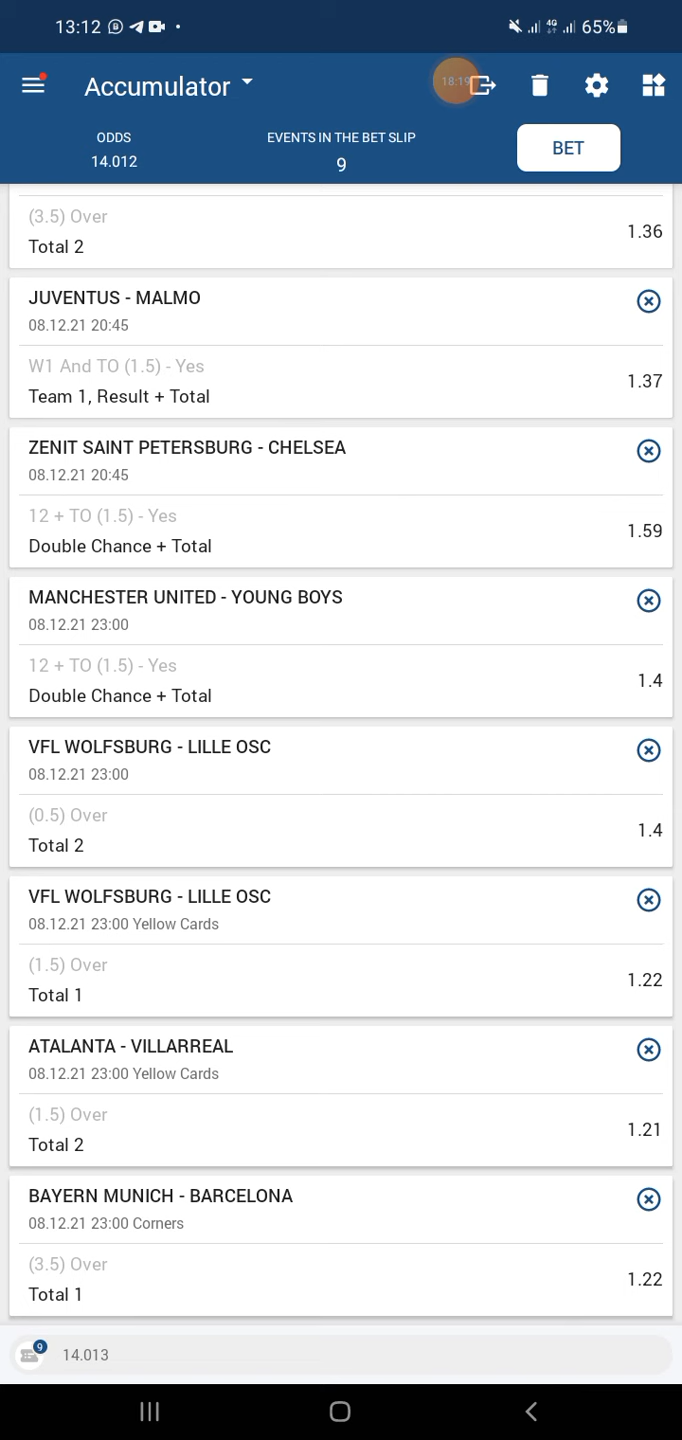 13:12
65%
Accumulator
18:19
ODDS
14.012
EVENTS IN THE BET SLIP
9
BET
(3.5) Over
Total 2
1.36
JUVENTUS - MALMO
08.12.21 20:45
W1 And TO (1.5) - Yes
Team 1, Result + Total
1.37
ZENIT SAINT PETERSBURG - CHELSEA
08.12.21 20:45
12 + TO (1.5) - Yes
Double Chance + Total
1.59
MANCHESTER UNITED - YOUNG BOYS
08.12.21 23:00
12 + TO (1.5) - Yes
Double Chance + Total
1.4
VFL WOLFSBURG - LILLE OSC
08.12.21 23:00
(0.5) Over
Total 2
1.4
VFL WOLFSBURG - LILLE OSC
08.12.21 23:00 Yellow Cards
(1.5) Over
Total 1
1.22
ATALANTA - VILLARREAL
08.12.21 23:00 Yellow Cards
(1.5) Over
Total 2
1.21
BAYERN MUNICH - BARCELONA
08.12.21 23:00 Corners
(3.5) Over
Total 1
1.22
9
14.013